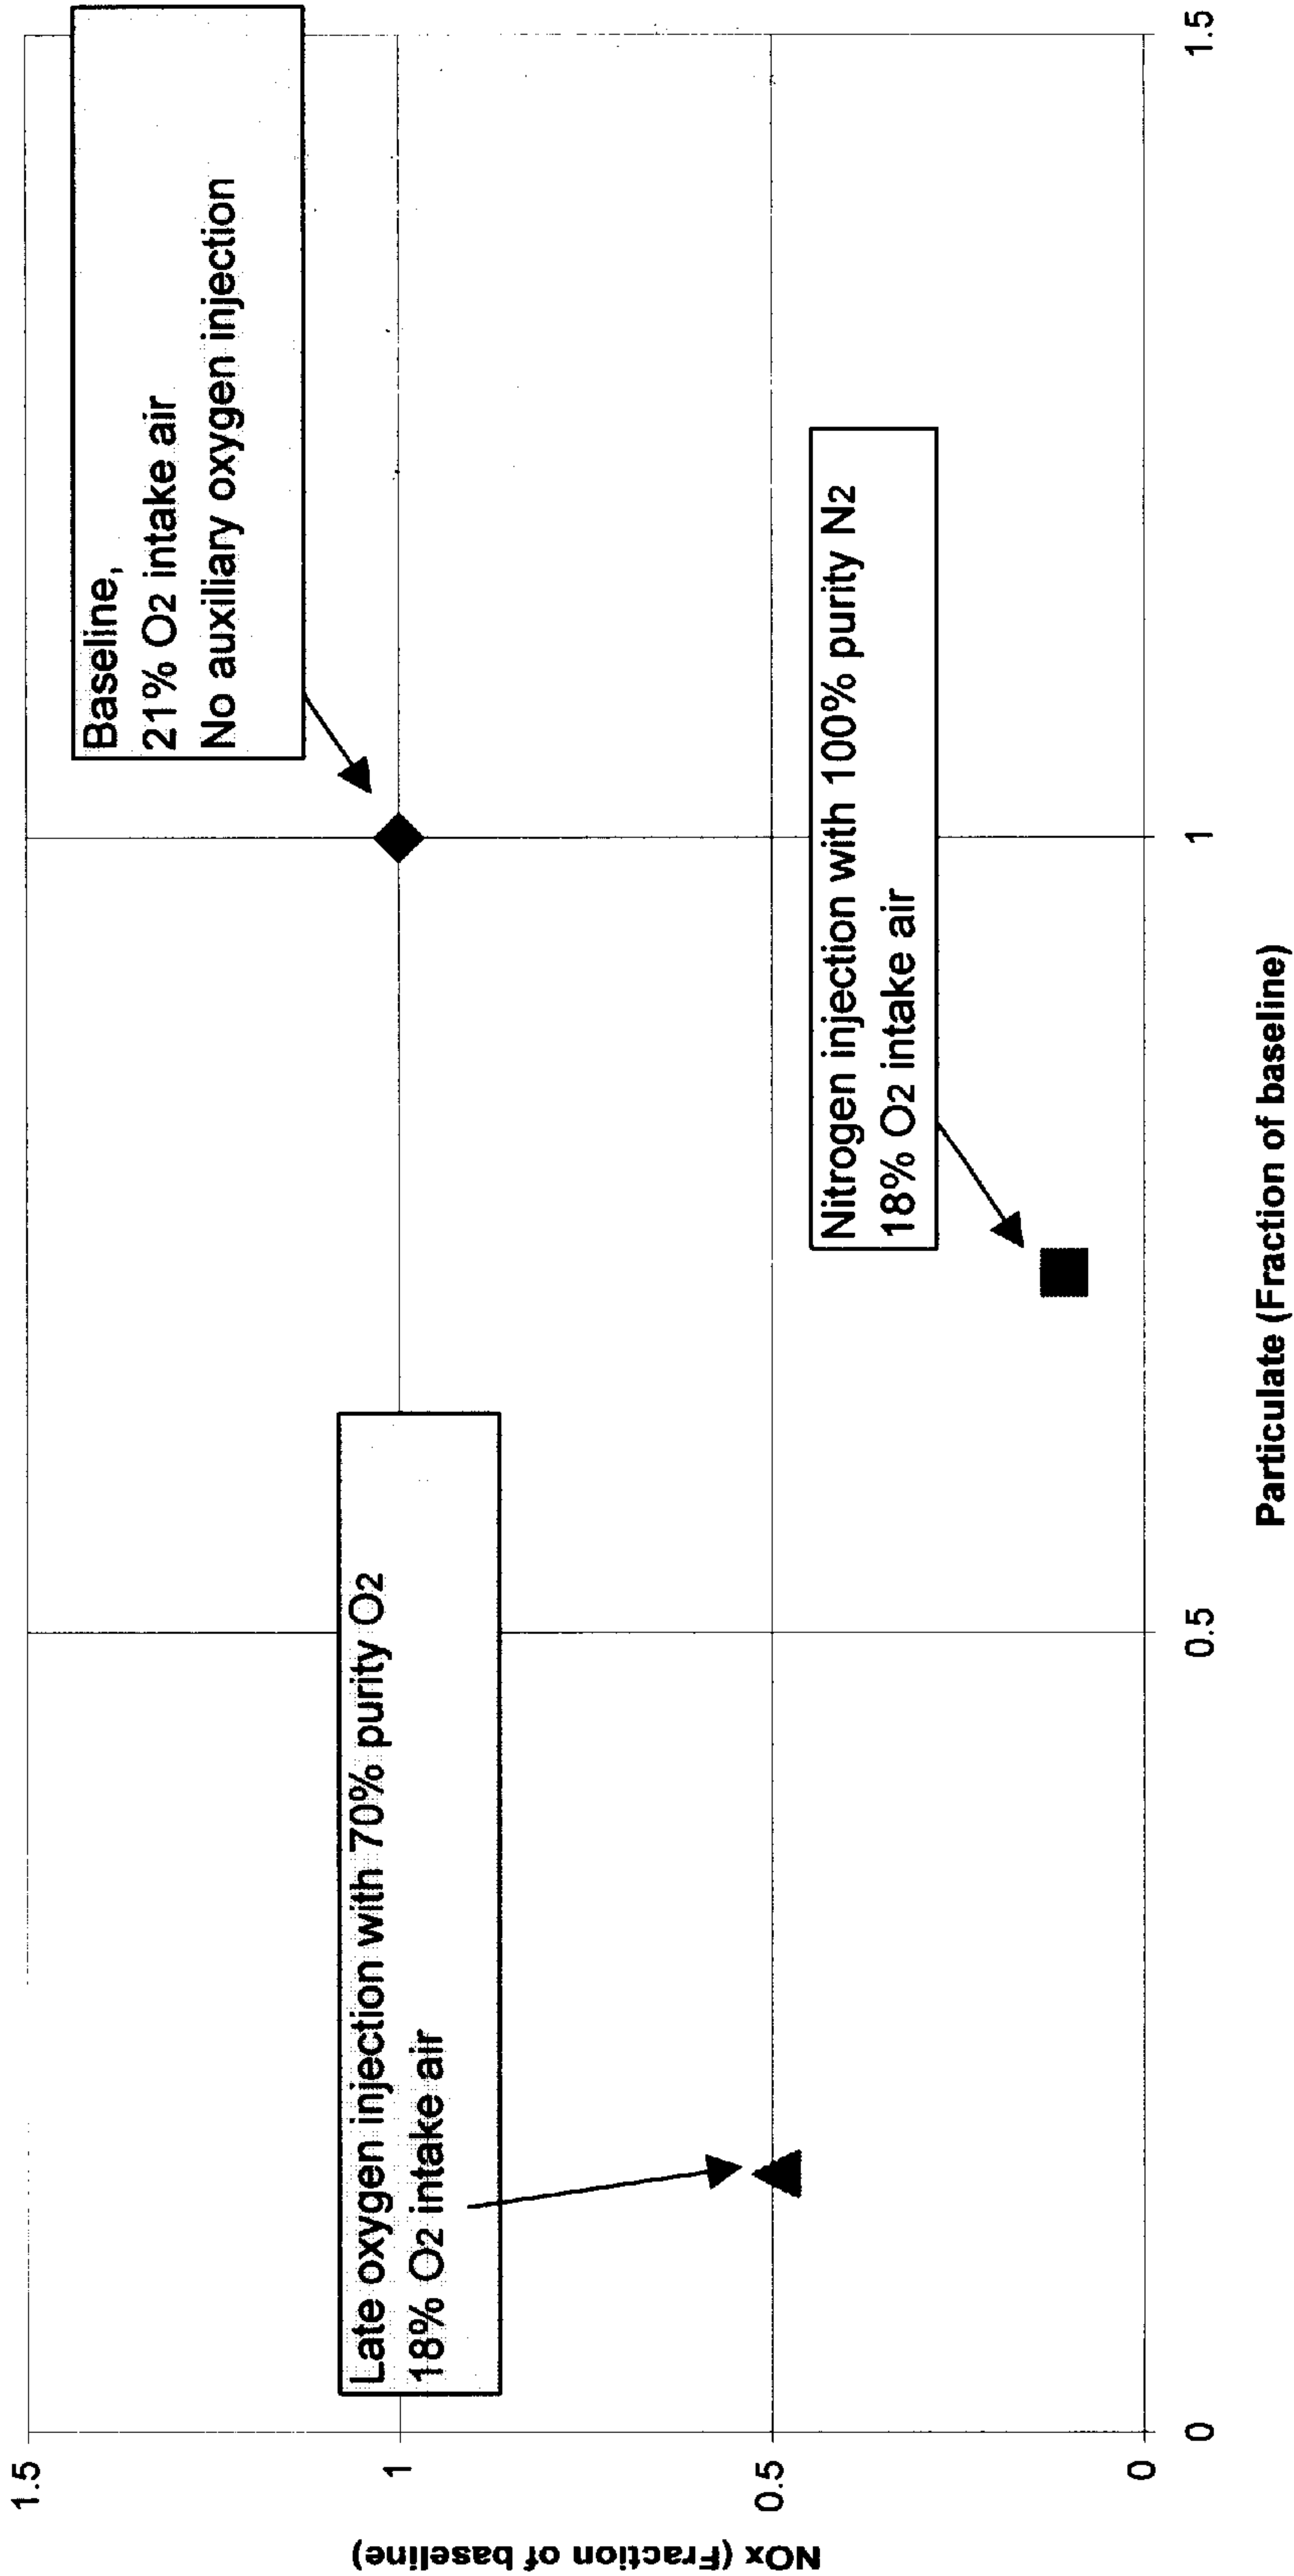 1.5
1
0.5
0
NOx (Fraction of baseline)
Baseline,
21% O2 intake air
No auxiliary oxygen injection
Late oxygen injection with 70% purity O2
18% O2 intake air
Nitrogen injection with 100% purity N2
18% O2 intake air
0
0.5
1
1.5
Particulate (Fraction of baseline)